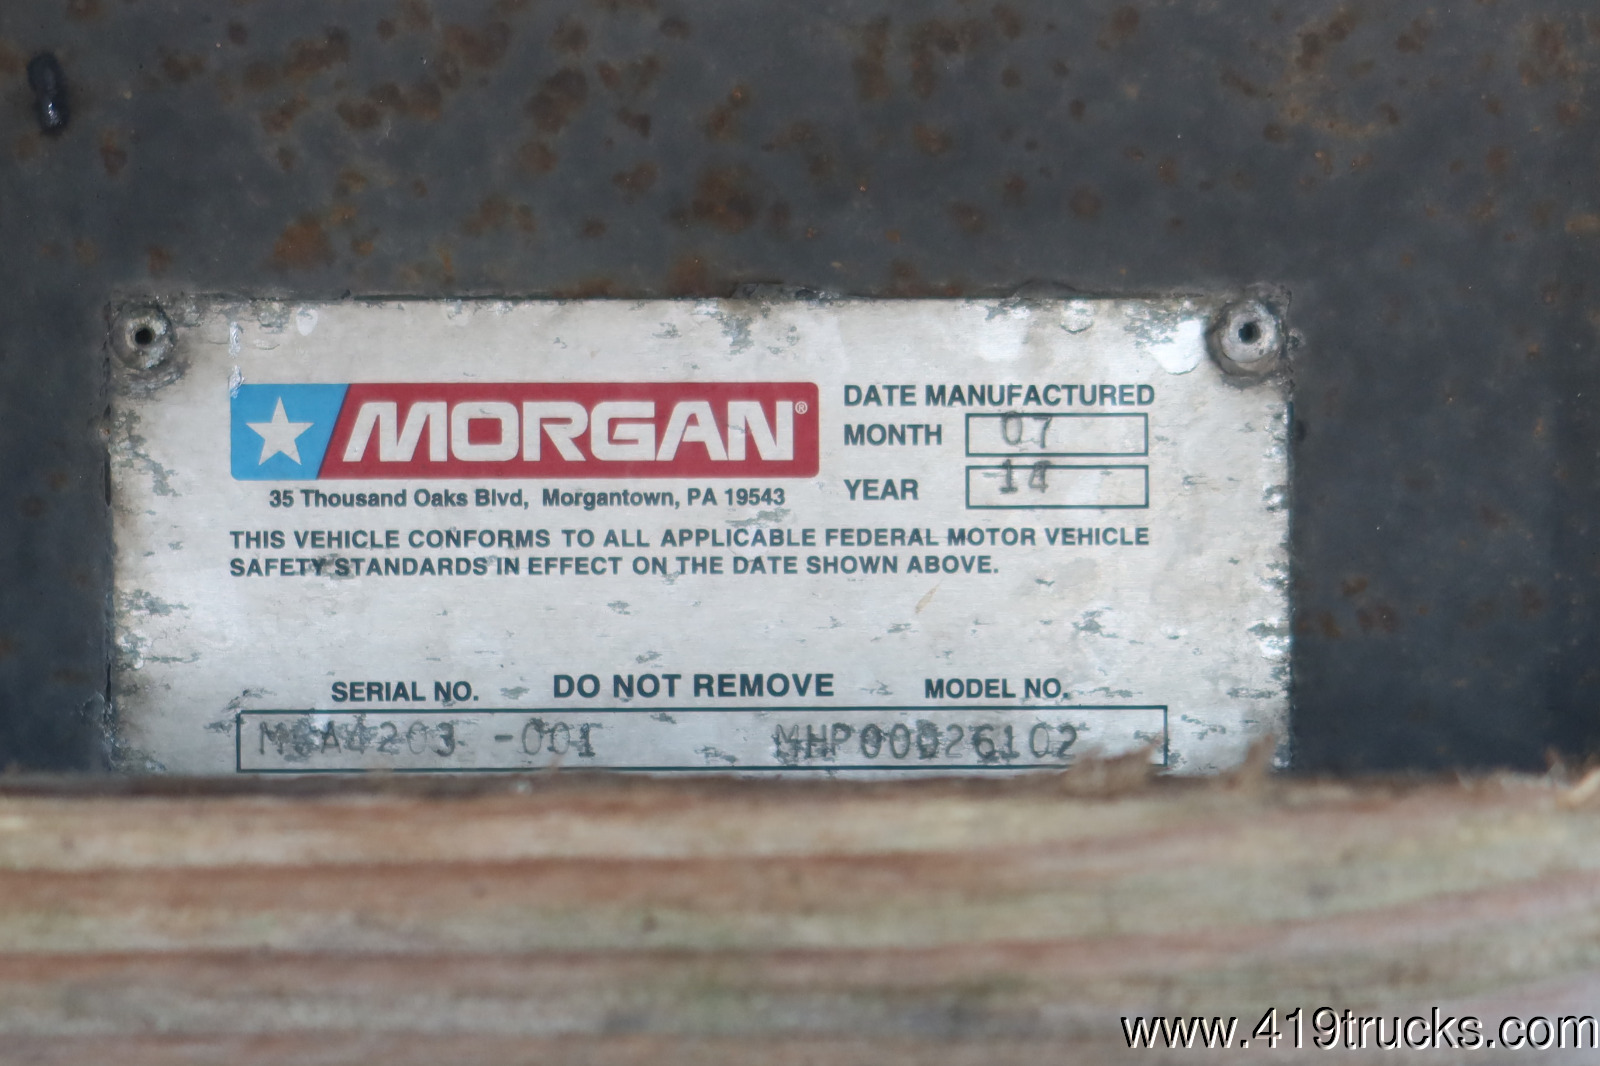 MORGAN®
35 Thousand Oaks Blvd, Morgantown, PA 19543
DATE MANUFACTURED
MONTH 07
YEAR 14
THIS VEHICLE CONFORMS TO ALL APPLICABLE FEDERAL MOTOR VEHICLE
SAFETY STANDARDS IN EFFECT ON THE DATE SHOWN ABOVE.
SERIAL NO. DO NOT REMOVE MODEL NO.
-001
www.419trucks.com